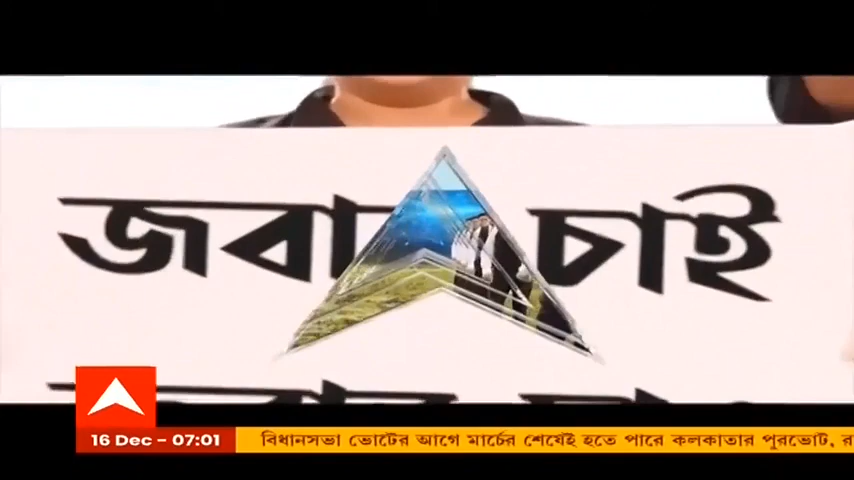 জবাব চাই
16 Dec - 07:01
বিধানসভা ভোটের আগে মার্চের শেষেই হতে পারে কলকাতার পুরভোট,